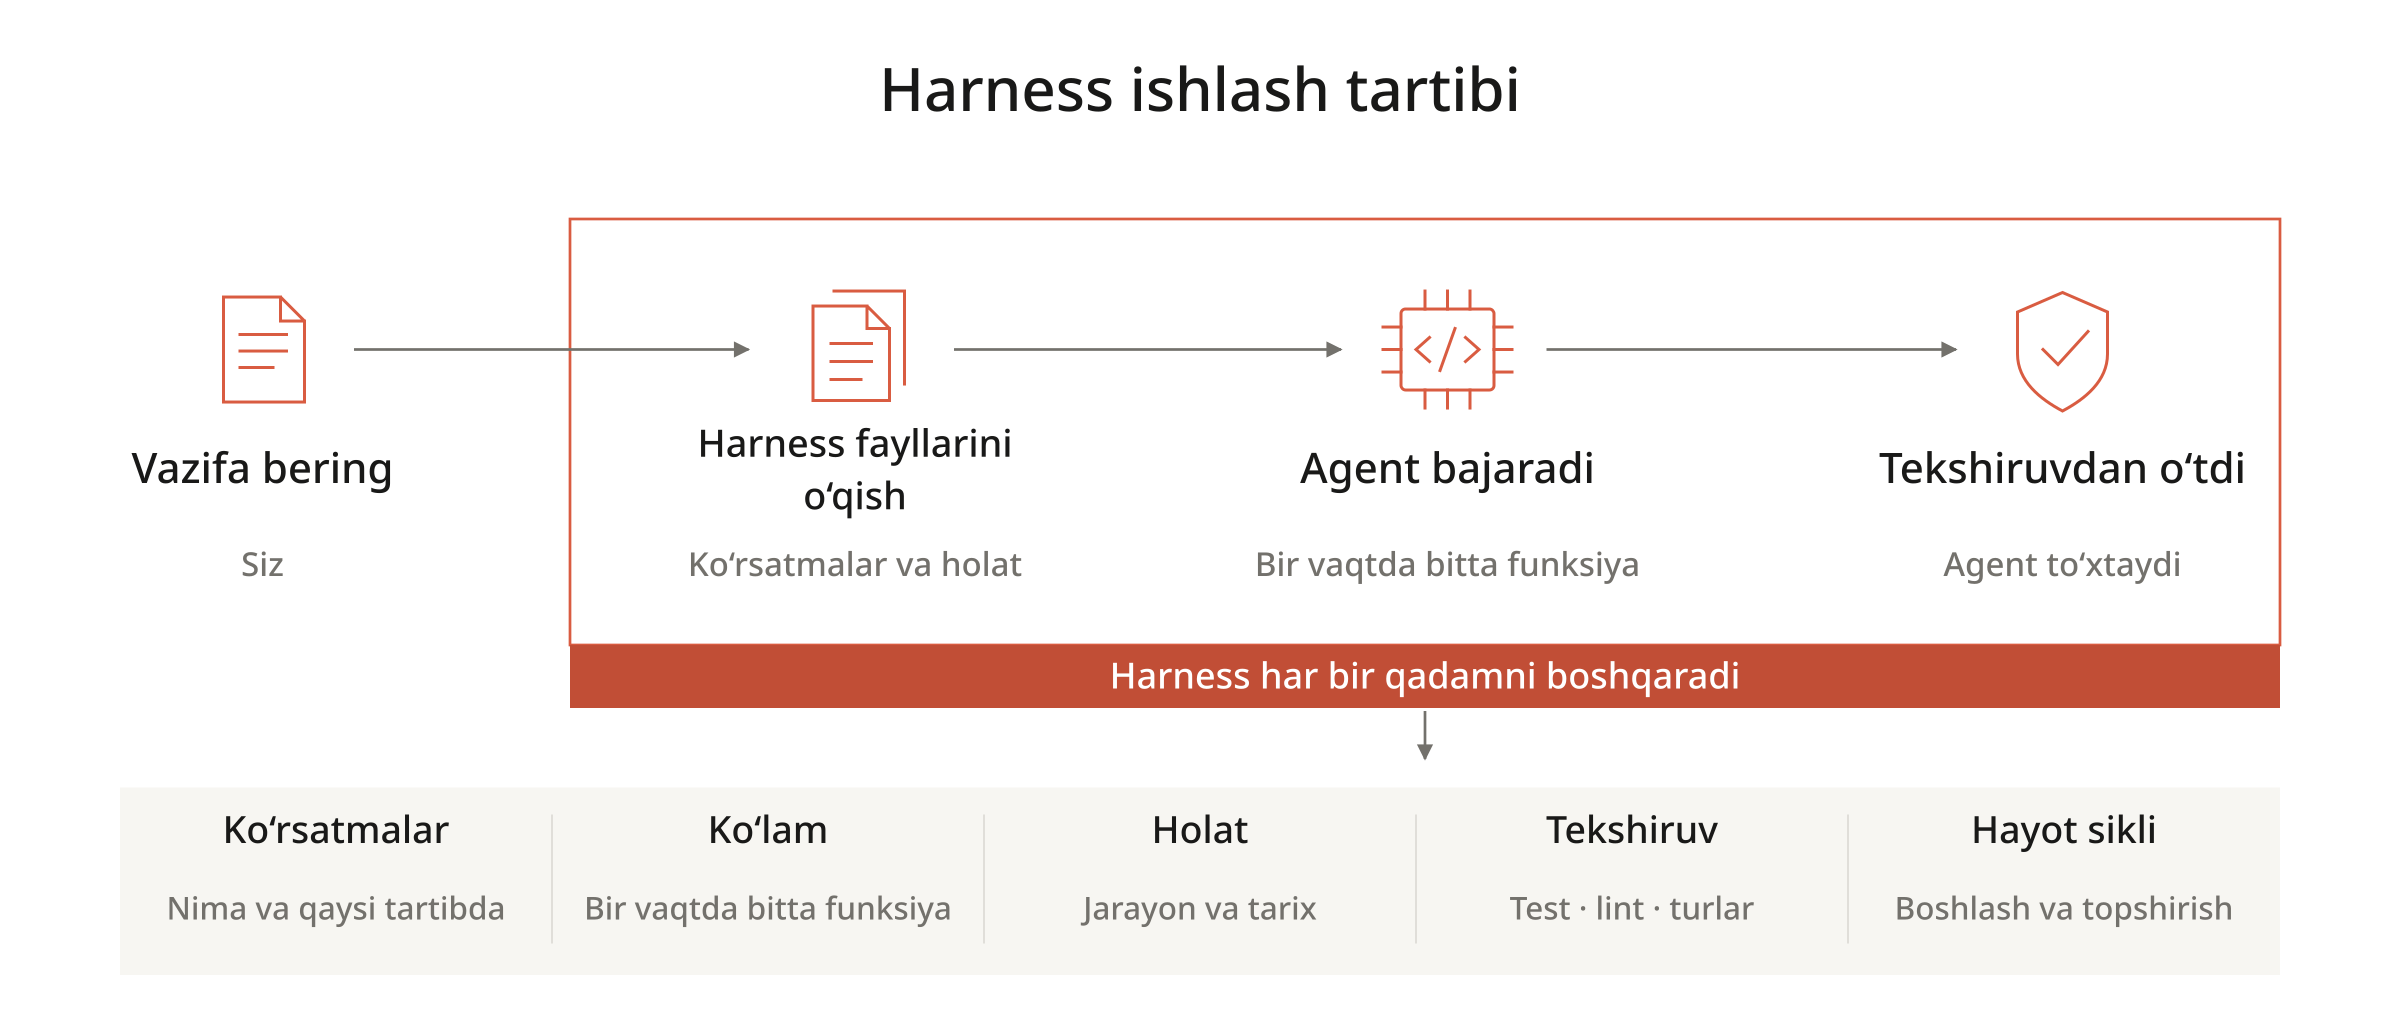 Harness ishlash tartibi
Vazifa bering
Siz
Harness fayllarini
o‘qish
Ko‘rsatmalar va holat
Agent bajaradi
Bir vaqtda bitta funksiya
Tekshiruvdan o‘tdi
Agent to‘xtaydi
Harness har bir qadamni boshqaradi
Ko‘rsatmalar
Nima va qaysi tartibda
Ko‘lam
Bir vaqtda bitta funksiya
Holat
Jarayon va tarix
Tekshiruv
Test · lint · turlar
Hayot sikli
Boshlash va topshirish